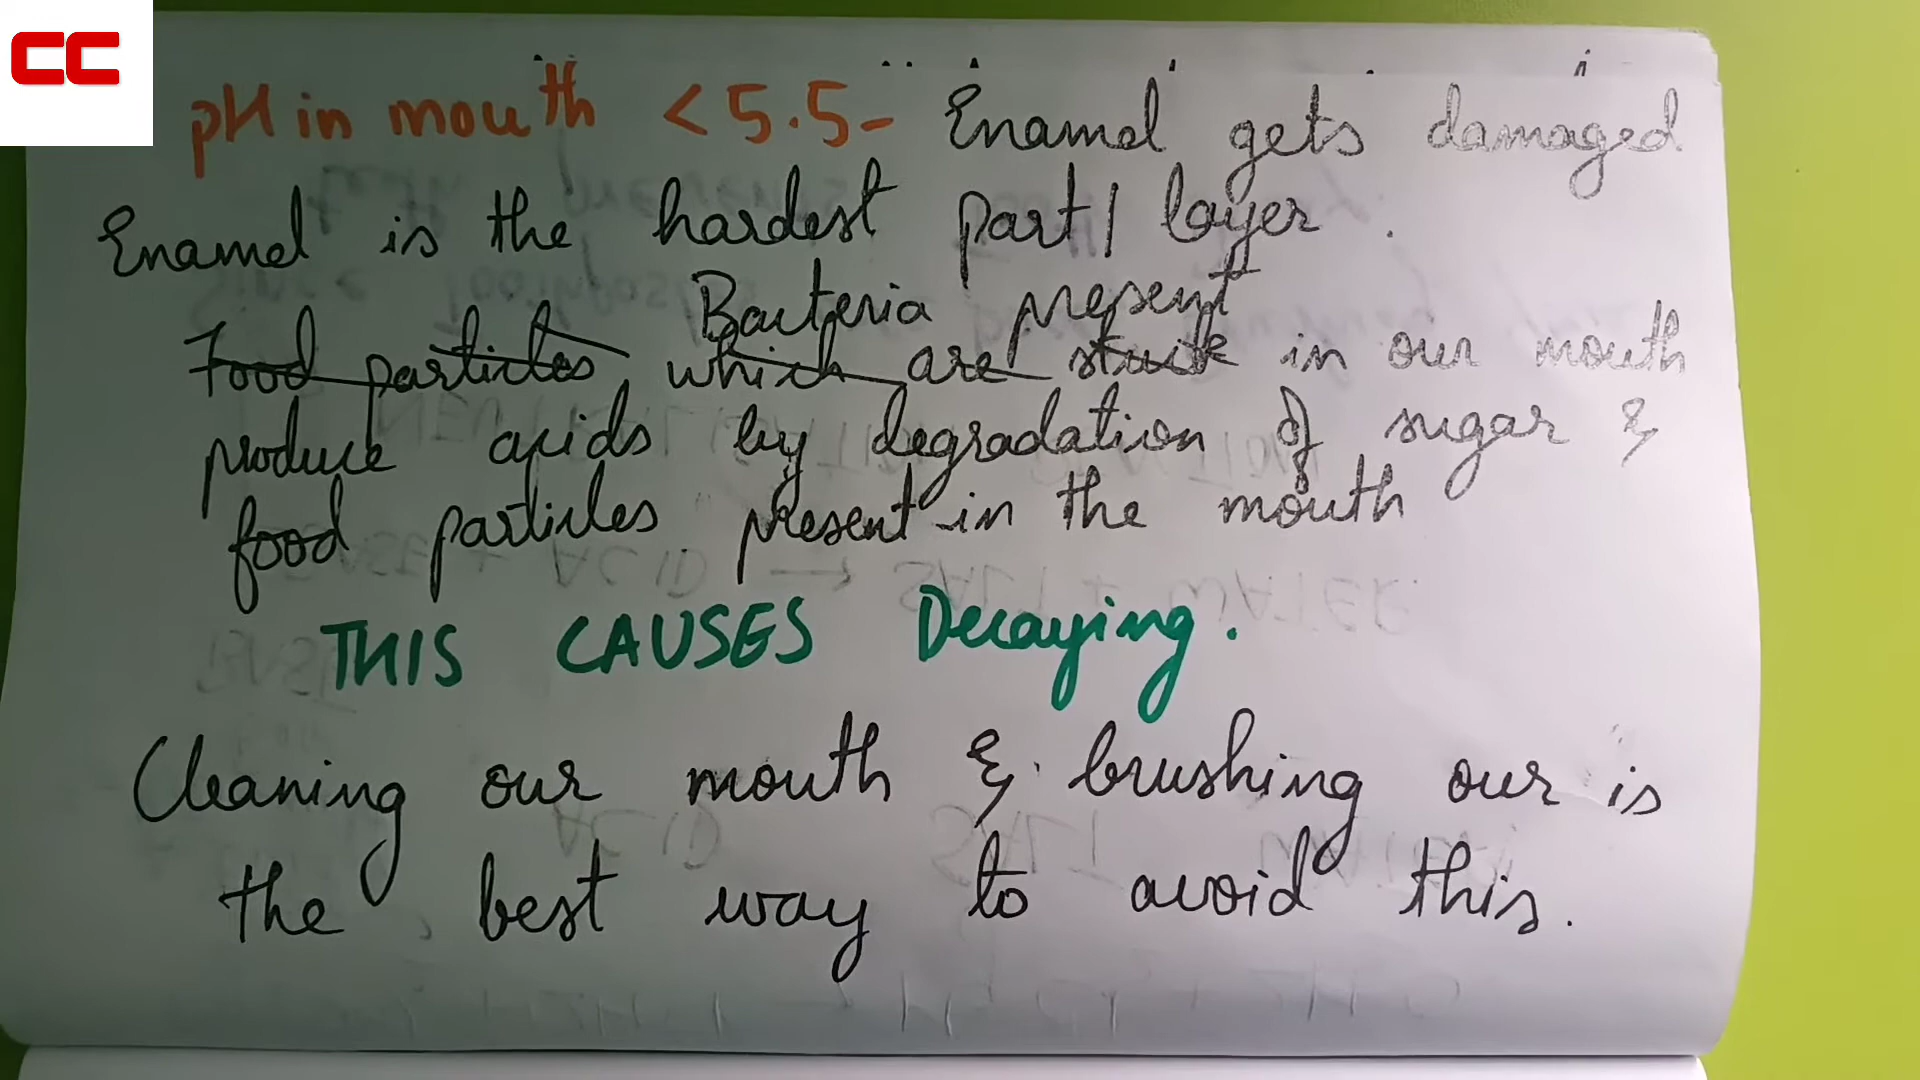 CC
pH in mouth < 5.5 - Enamel gets damaged
Enamel is the hardest part / layer.
Bacteria present
Food particles which are stuck in our mouth
produce acids by degradation of sugar &
food particles present in the mouth
THIS CAUSES Decaying.
Cleaning our mouth & brushing our is
the best way to avoid this.